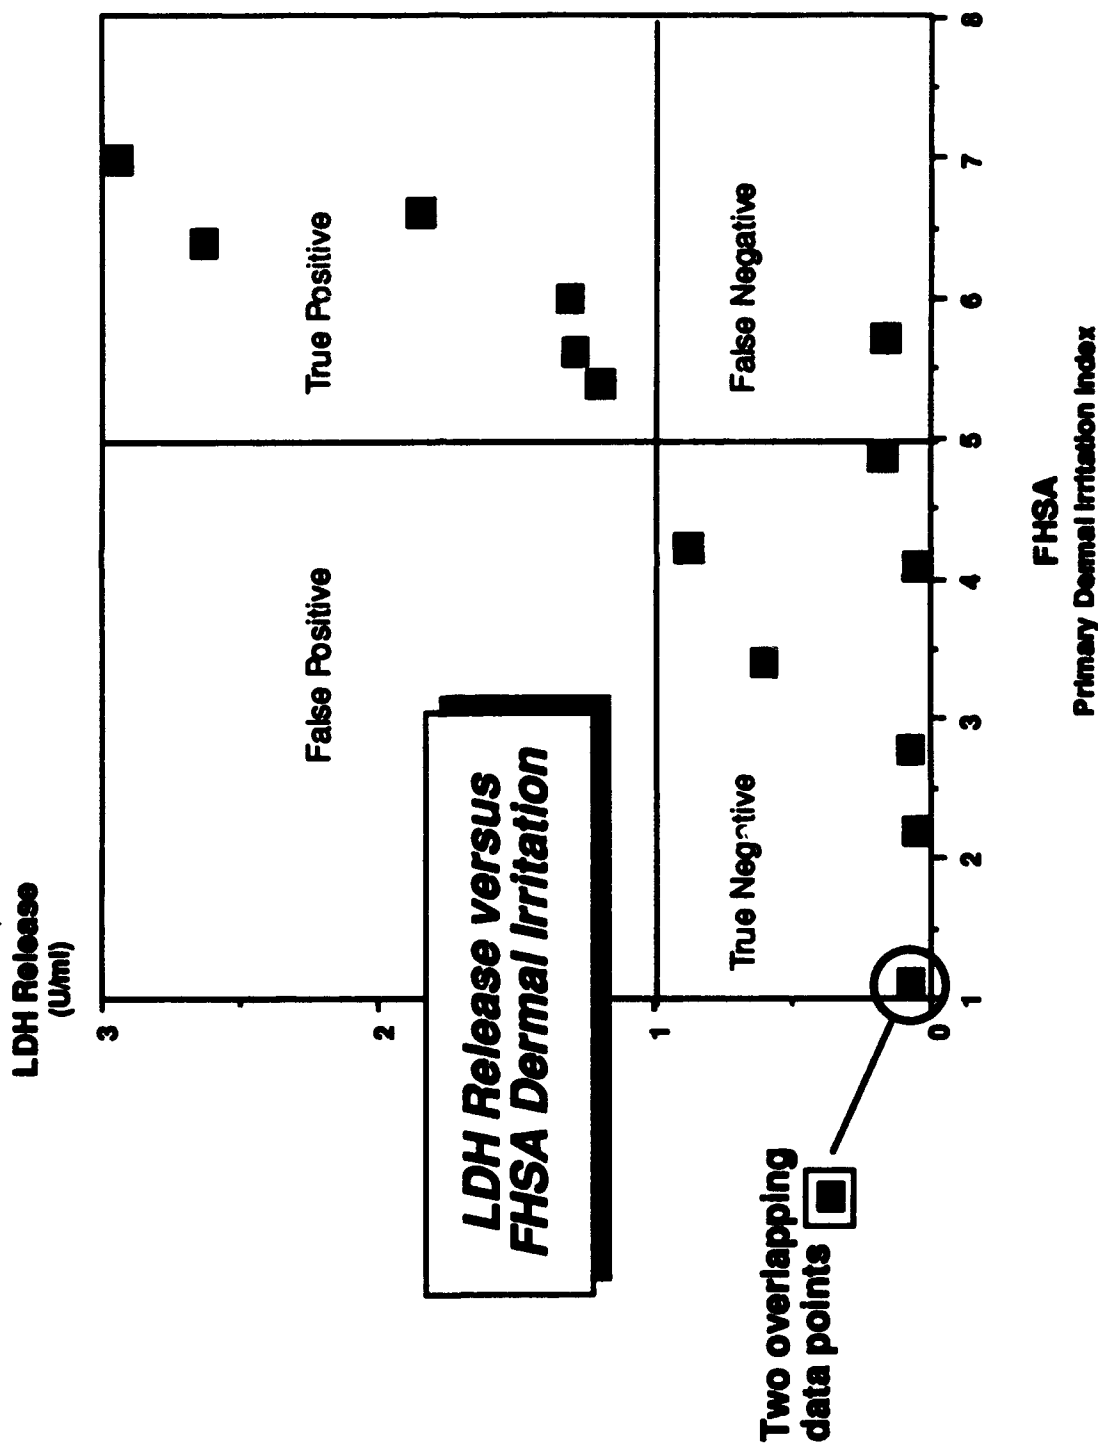 LDH Release
(U/ml)
3
2
1
0
True Positive
False Positive
LDH Release versus
FHSA Dermal Irritation
True Negative
False Negative
Two overlapping
data points
1
2
3
4
5
6
7
8
FHSA
Primary Dermal Irritation Index